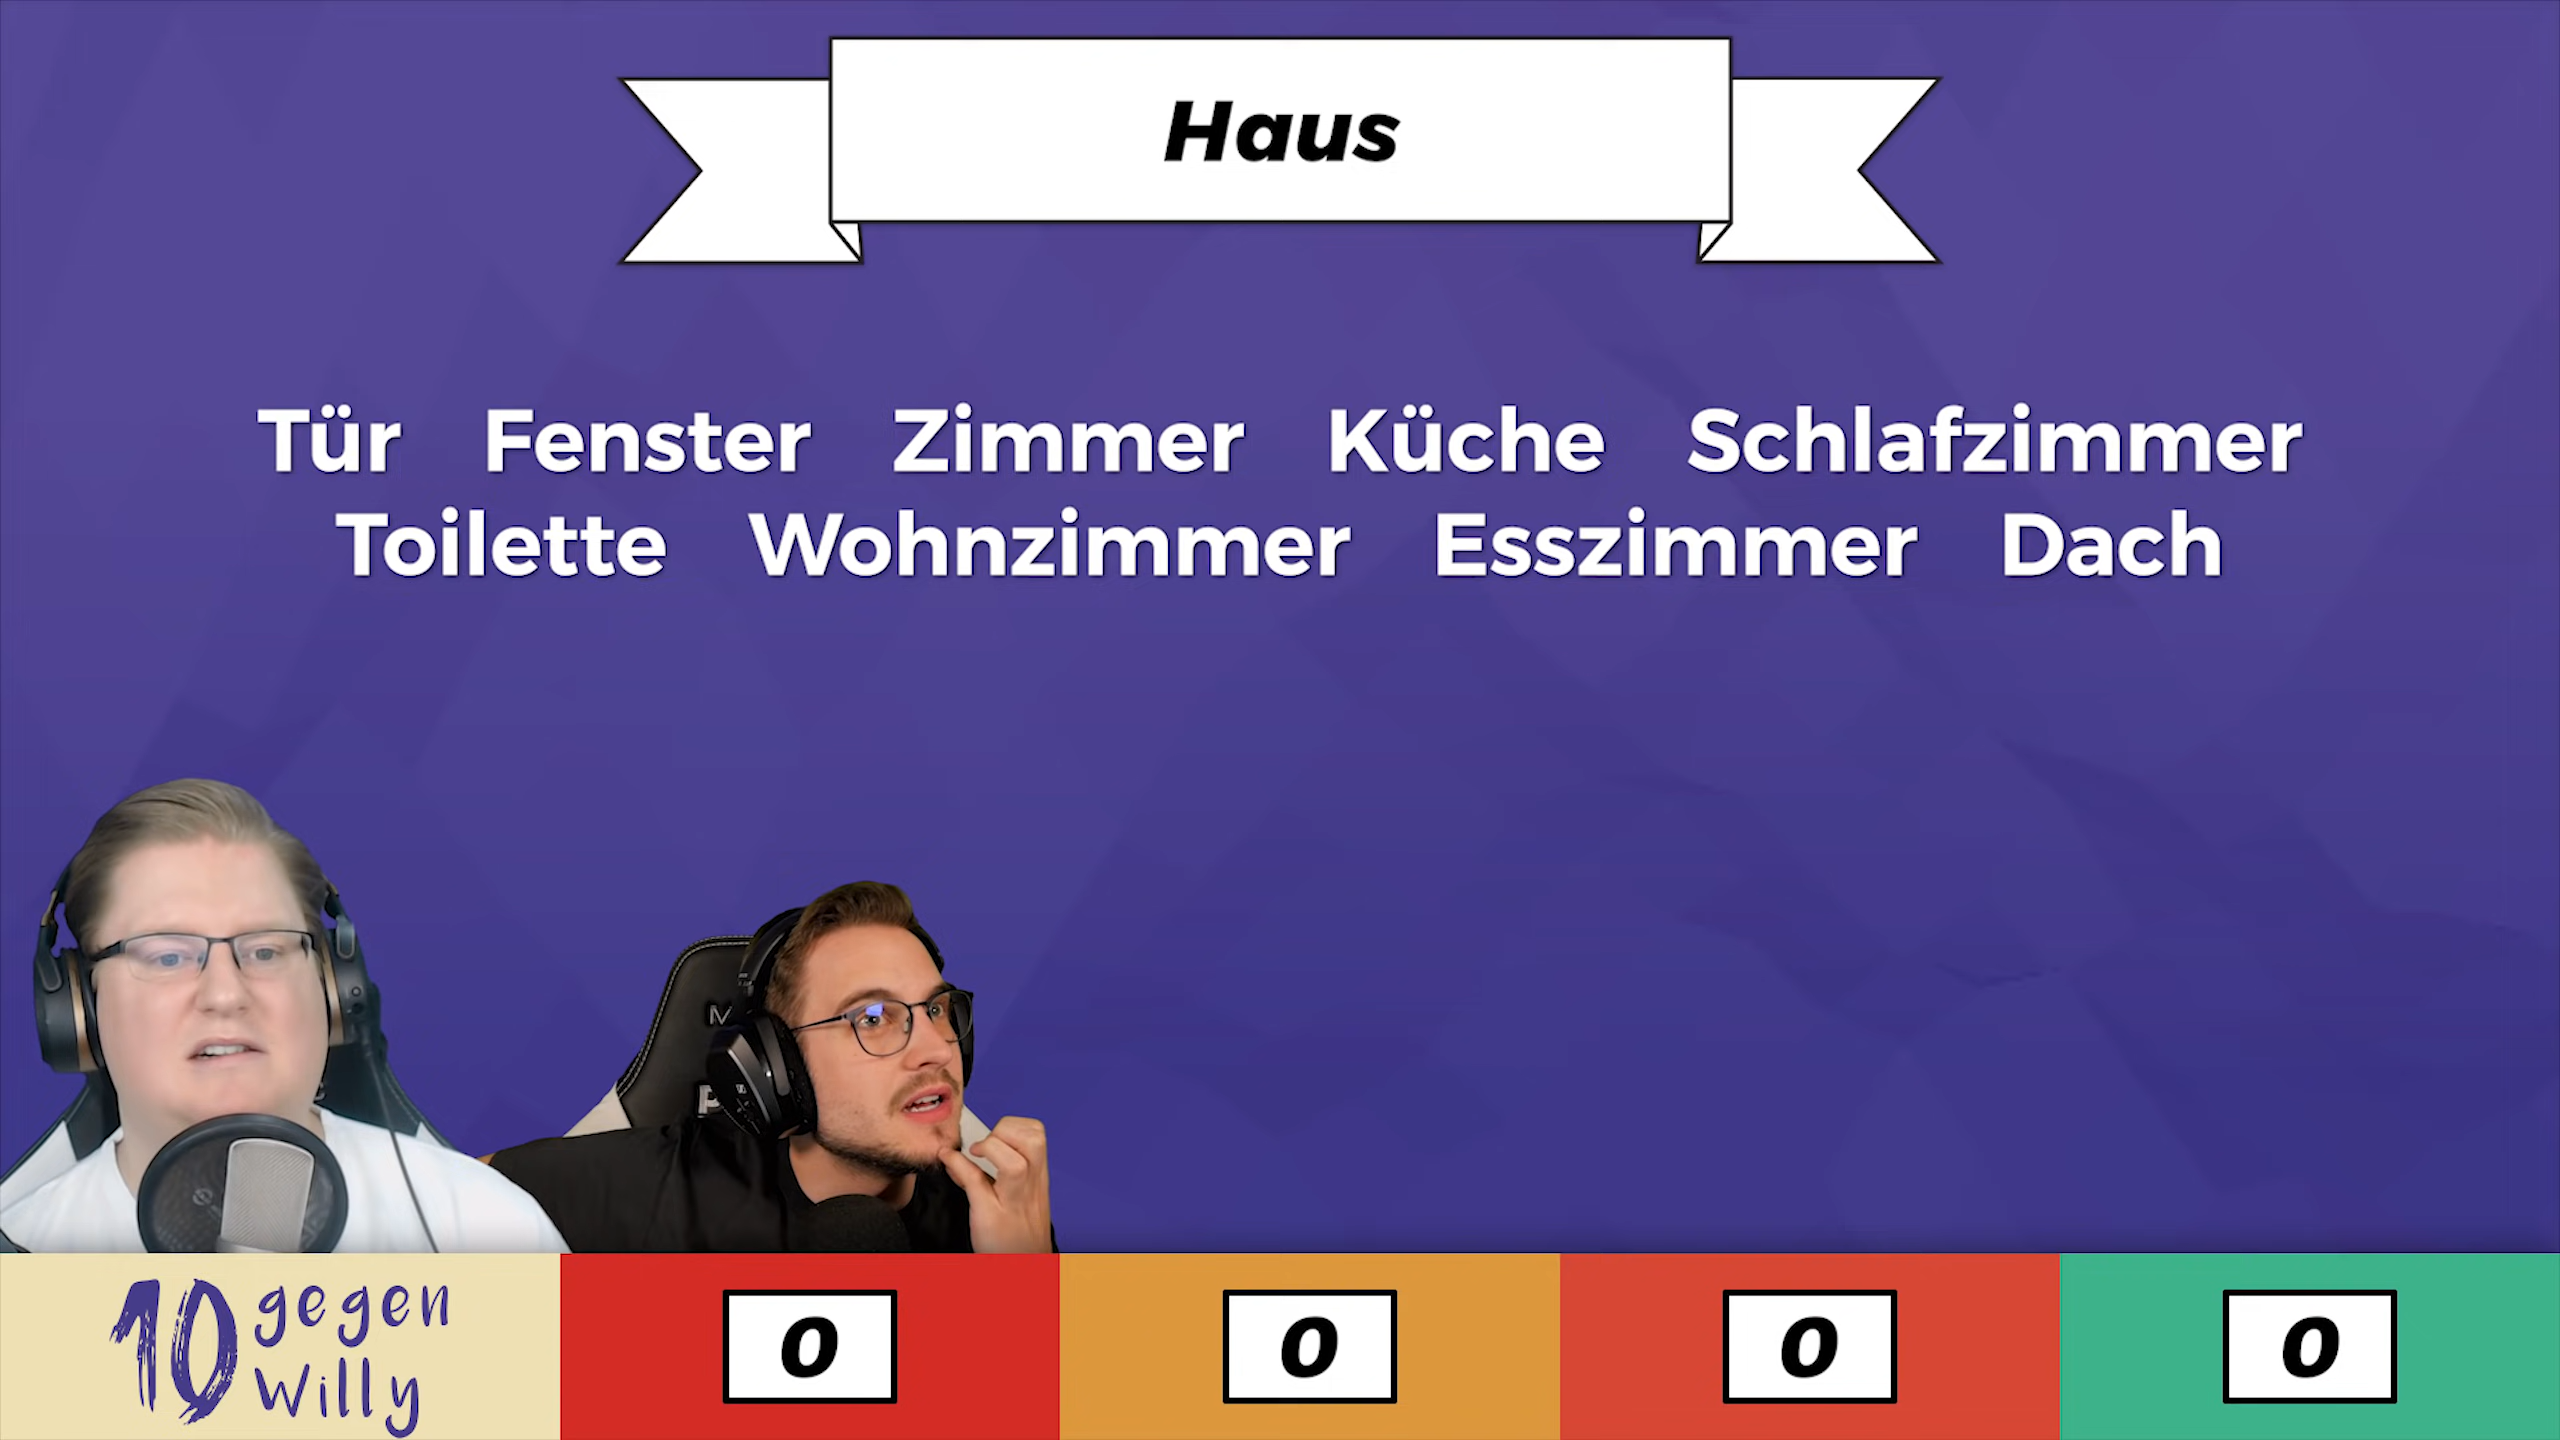 Haus
Tür Fenster Zimmer Küche Schlafzimmer
Toilette Wohnzimmer Esszimmer Dach
10 gegen
Willy
0 0 0 0